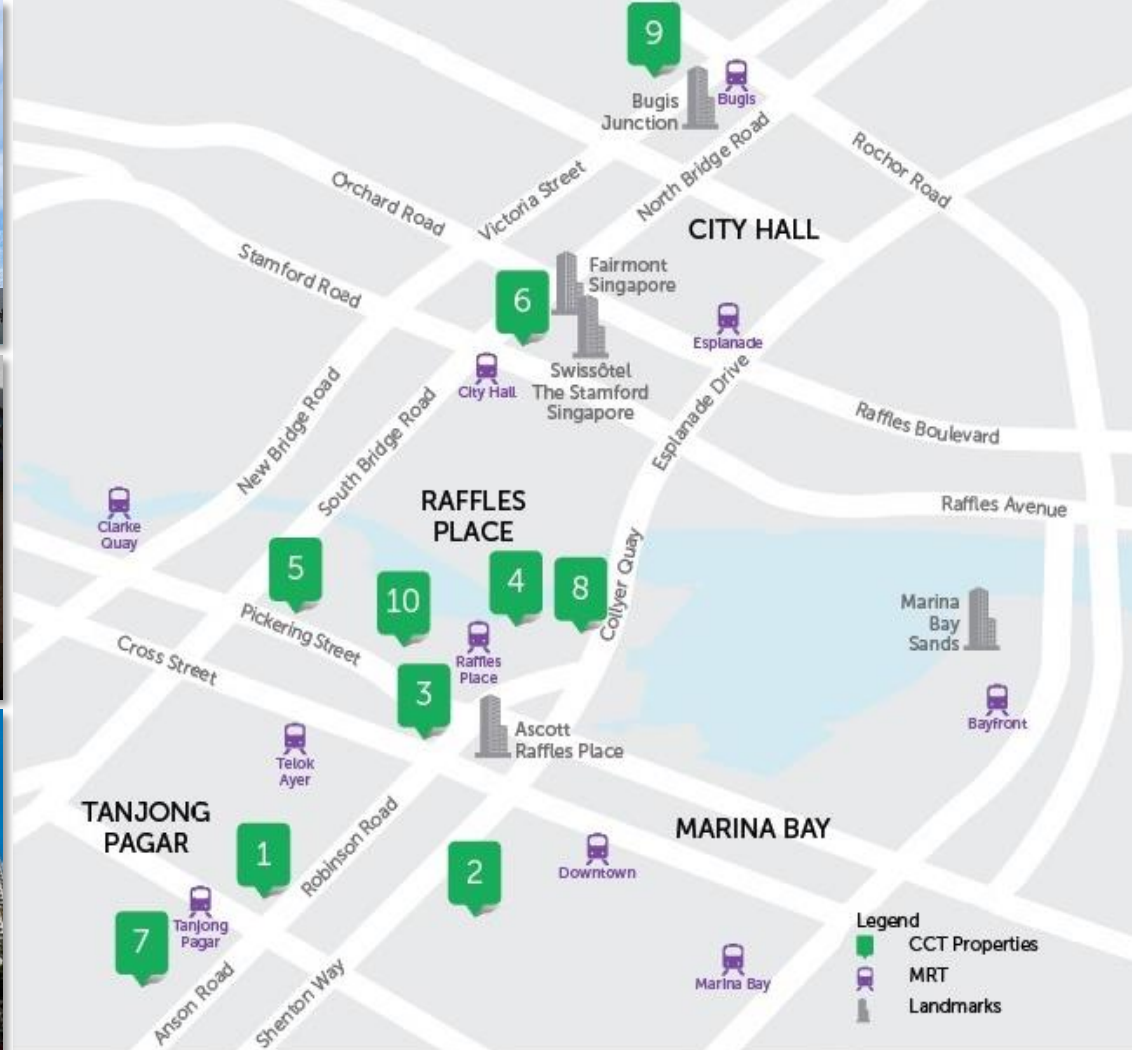 9
Bugis
Junction
Bugis
Rochor Road
North Bridge Road
Victoria Street
Orchard Road
CITY HALL
Stamford Road
Fairmont
Singapore
6
Esplanade
City Hall
Swissôtel
The Stamford
Singapore
Esplanade Drive
New Bridge Road
South Bridge Road
Raffles Boulevard
Raffles Avenue
RAFFLES
PLACE
Clarke
Quay
5
10
4
8
Collyer Quay
Marina
Bay
Sands
Pickering Street
Raffles
Place
Cross Street
3
Bayfront
Ascott
Raffles Place
Telok
Ayer
TANJONG
PAGAR
MARINA BAY
1
Robinson Road
2
Downtown
7
Tanjong
Pagar
Anson Road
Shenton Way
Marina Bay
Legend
CCT Properties
MRT
Landmarks